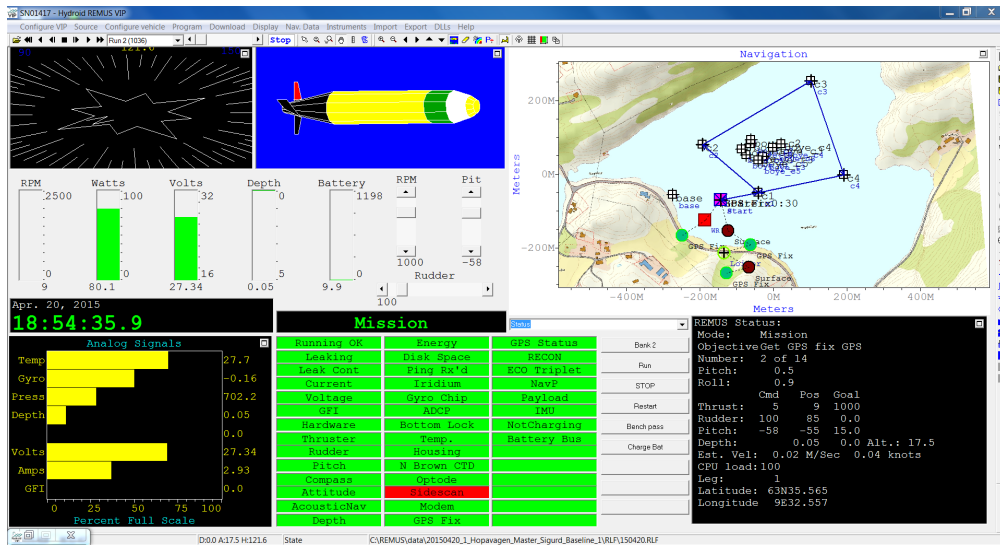 SN01417 - Hydroid REMUS VIP
Configure VIP Source Configure vehicle Program Download Display Nav. Data Instruments Import Export DLLs Help
Run 2 (1036) Stop
Navigation
RPM Watts Volts Depth Battery RPM Pit
2500 100 32 0 1198
0 0 16 5 0 1000 -58
9 80.1 27.34 0.05 9.9 Rudder
100
200M
0M
-200M
Meters
-400M -200M 0M 200M 400M
Meters
c3
c3
c2
c4
c4
c1
base
base
Start
GPS Fix
Surface
GPS Fix
Surface
GPS Fix
Apr. 20, 2015
18:54:35.9
Mission
Status
Analog Signals
Temp 27.7
Gyro -0.16
Press 702.2
Depth 0.05
0.0
Volts 27.34
Amps 2.93
GFI 0.0
0 25 50 75 100
Percent Full Scale
Running OK Energy GPS Status
Leaking Disk Space RECON
Leak Cont Ping Rx'd ECO Triplet
Current Iridium NavP
Voltage Gyro Chip Payload
GFI ADCP IMU
Hardware Bottom Lock NotCharging
Thruster Temp. Battery Bus
Rudder Housing
Pitch N Brown CTD
Compass Optode
Attitude Sidescan
AcousticNav Modem
Depth GPS Fix
Bank 2
Run
STOP
Restart
Bench pass
Charge Bat
REMUS Status:
Mode: Mission
Objective Get GPS fix GPS
Number: 2 of 14
Pitch: 0.5
Roll: 0.9
Cmd Pos Goal
Thrust: 5 9 1000
Rudder: 100 85 0.0
Pitch: -58 -55 15.0
Depth: 0.05 0.0 Alt.: 17.5
Est. Vel: 0.02 M/Sec 0.04 knots
CPU load:100
Leg: 1
Latitude: 63N35.565
Longitude 9E32.557
D:0.0 A:17.5 H:121.6 State C:\REMUS\data\20150420_1_Hopavagen_Master_Sigurd_Baseline_1\RLF\150420.RLF